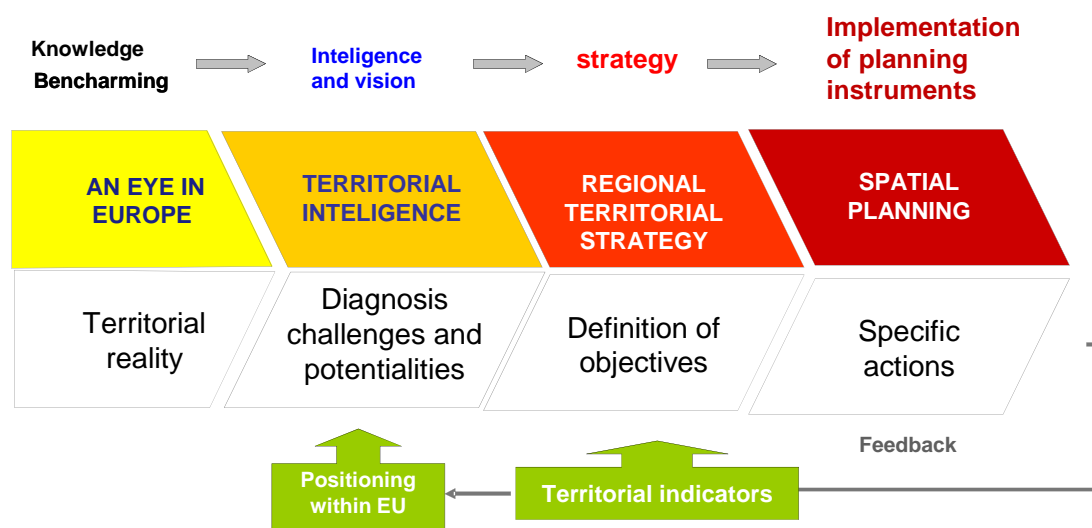 Knowledge
Bencharming
Inteligence
and vision
strategy
Implementation
of planning
instruments
AN EYE IN
EUROPE
TERRITORIAL
INTELIGENCE
REGIONAL
TERRITORIAL
STRATEGY
SPATIAL
PLANNING
Territorial
reality
Diagnosis
challenges and
potentialities
Definition of
objectives
Specific
actions
Feedback
Positioning
within EU
Territorial indicators